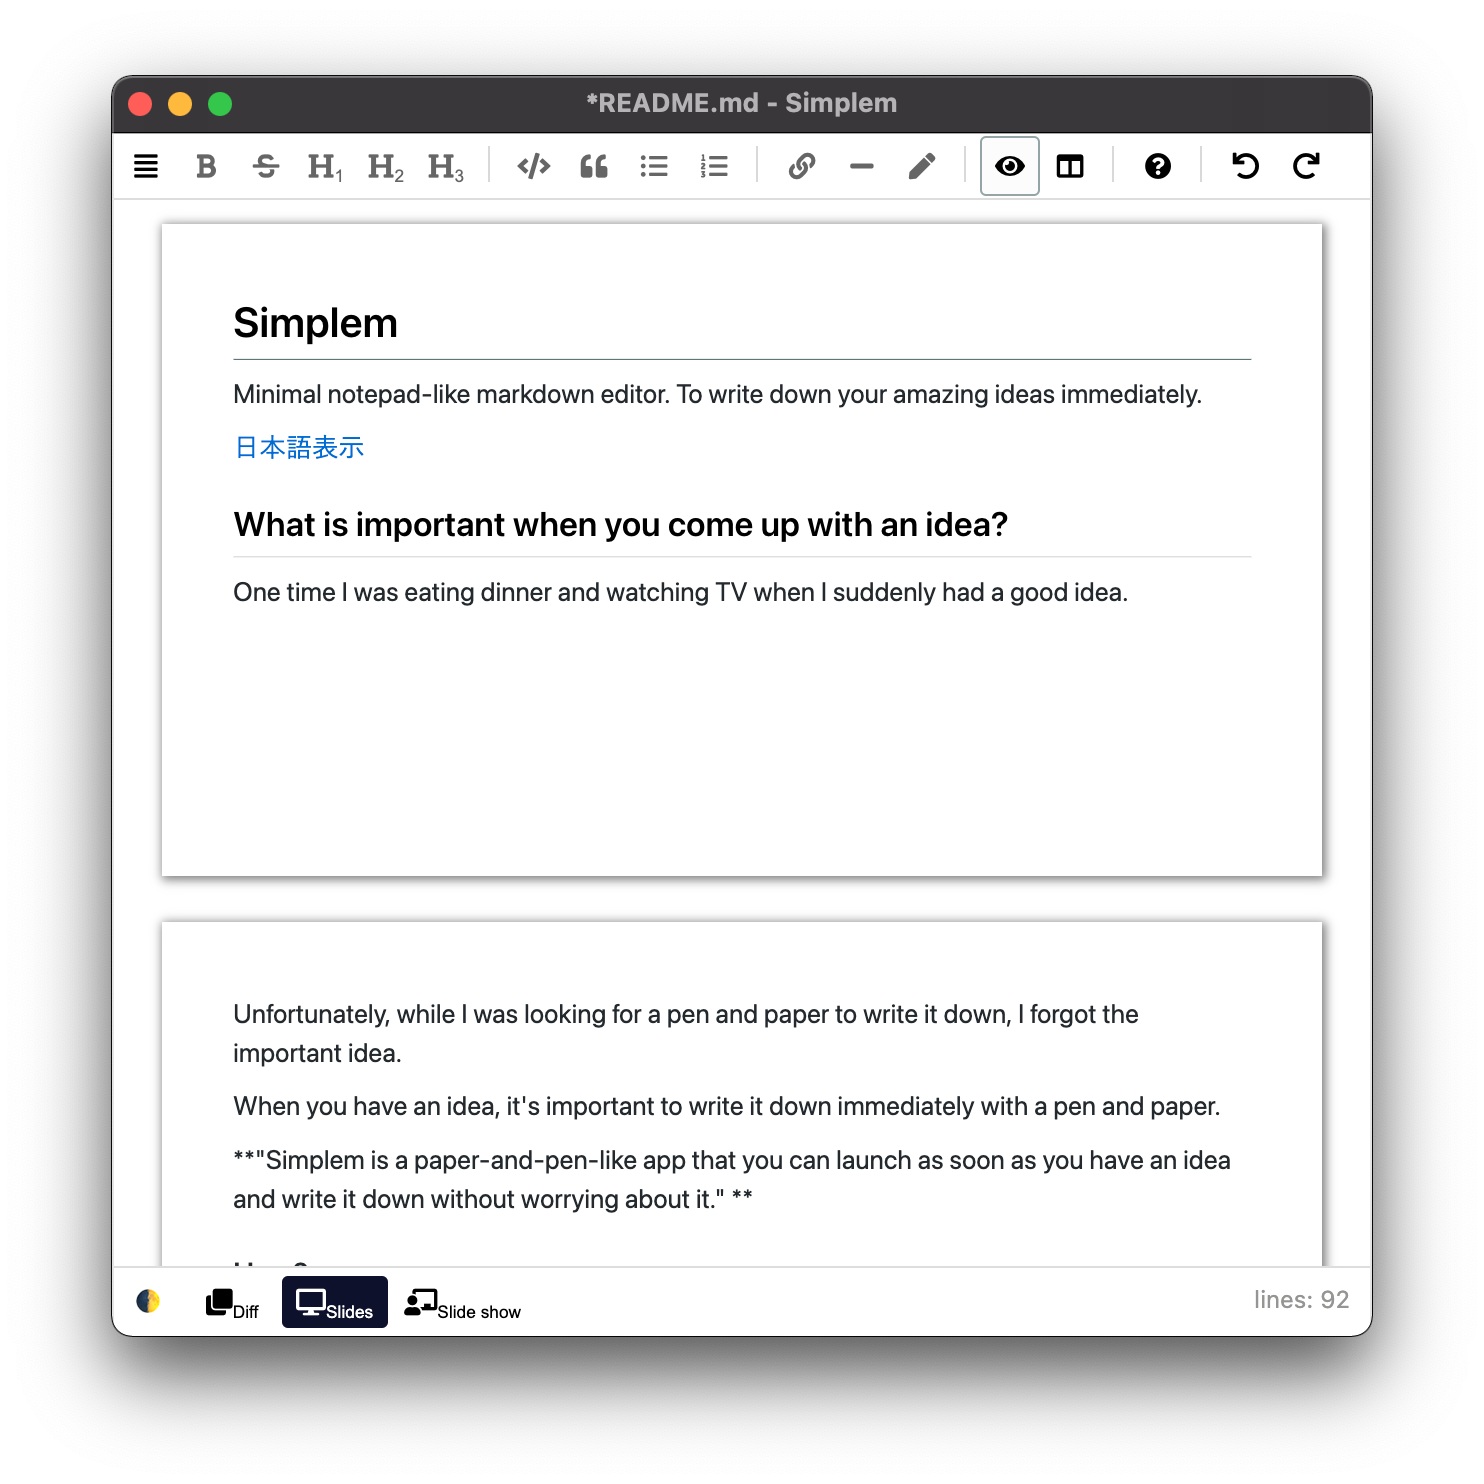 *README.md - Simplem
B S H1 H2 H3
Simplem
Minimal notepad-like markdown editor. To write down your amazing ideas immediately.
日本語表示
What is important when you come up with an idea?
One time I was eating dinner and watching TV when I suddenly had a good idea.
Unfortunately, while I was looking for a pen and paper to write it down, I forgot the
important idea.
When you have an idea, it's important to write it down immediately with a pen and paper.
**"Simplem is a paper-and-pen-like app that you can launch as soon as you have an idea
and write it down without worrying about it." **
Diff Slides Slide show lines: 92